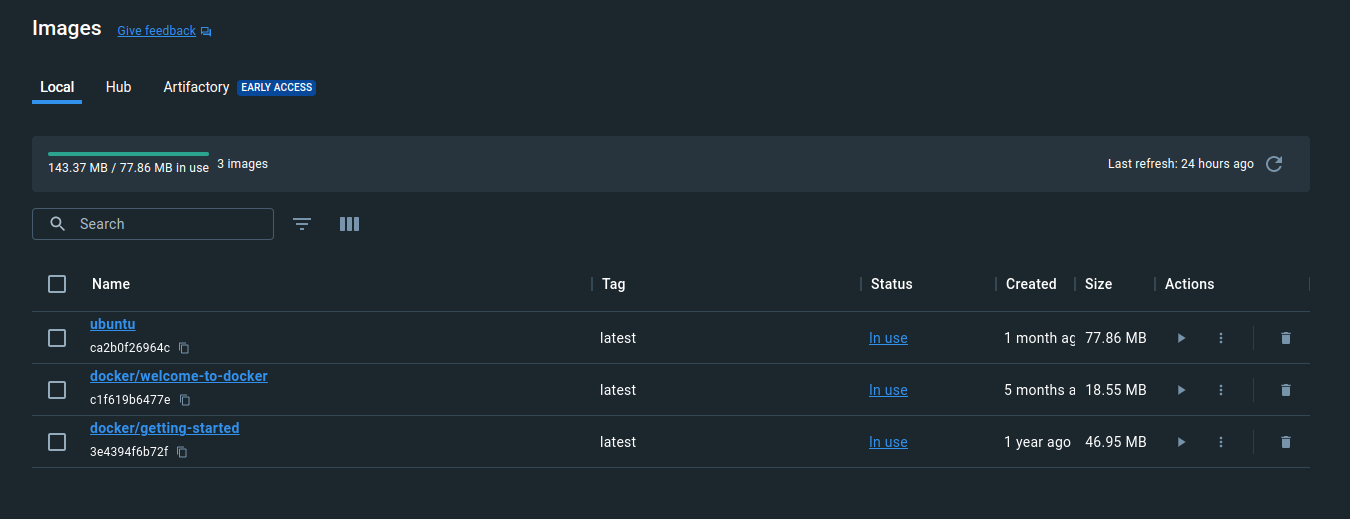 Images Give feedback
Local Hub Artifactory EARLY ACCESS
143.37 MB / 77.86 MB in use 3 images Last refresh: 24 hours ago
Search
Name Tag Status Created Size Actions
ubuntu
ca2b0f26964c latest In use 1 month ag 77.86 MB
docker/welcome-to-docker
c1f619b6477e latest In use 5 months a 18.55 MB
docker/getting-started
3e4394f6b72f latest In use 1 year ago 46.95 MB